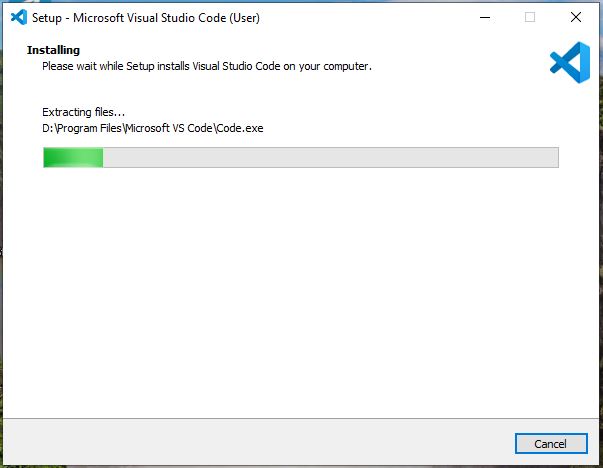 Setup - Microsoft Visual Studio Code (User)
Installing
Please wait while Setup installs Visual Studio Code on your computer.
Extracting files...
D:\Program Files\Microsoft VS Code\Code.exe
Cancel